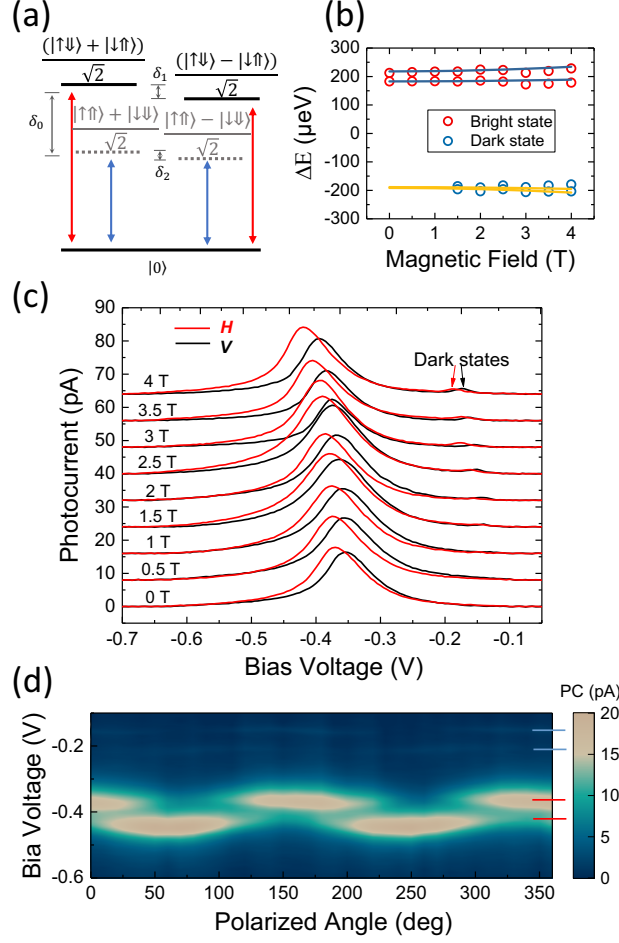 (a)
(|↑⇓⟩ + |↓⇑⟩)
√2
(|↑⇓⟩ − |↓⇑⟩)
√2
δ₁
δ₀
|↑⇑⟩ + |↓⇓⟩
√2
|↑⇑⟩ − |↓⇓⟩
√2
δ₂
|0⟩
(b)
ΔE (μeV)
300
200
100
0
-100
-200
-300
Bright state
Dark state
0 1 2 3 4
Magnetic Field (T)
(c)
Photocurrent (pA)
90
80
70
60
50
40
30
20
10
0
H
V
Dark states
4 T
3.5 T
3 T
2.5 T
2 T
1.5 T
1 T
0.5 T
0 T
-0.7 -0.5 -0.4 -0.3 -0.2 -0.1
Bias Voltage (V)
(d)
Bia Voltage (V)
-0.2
-0.4
-0.6
0 50 100 150 200 250 300 350
Polarized Angle (deg)
PC (pA)
20
15
10
5
0